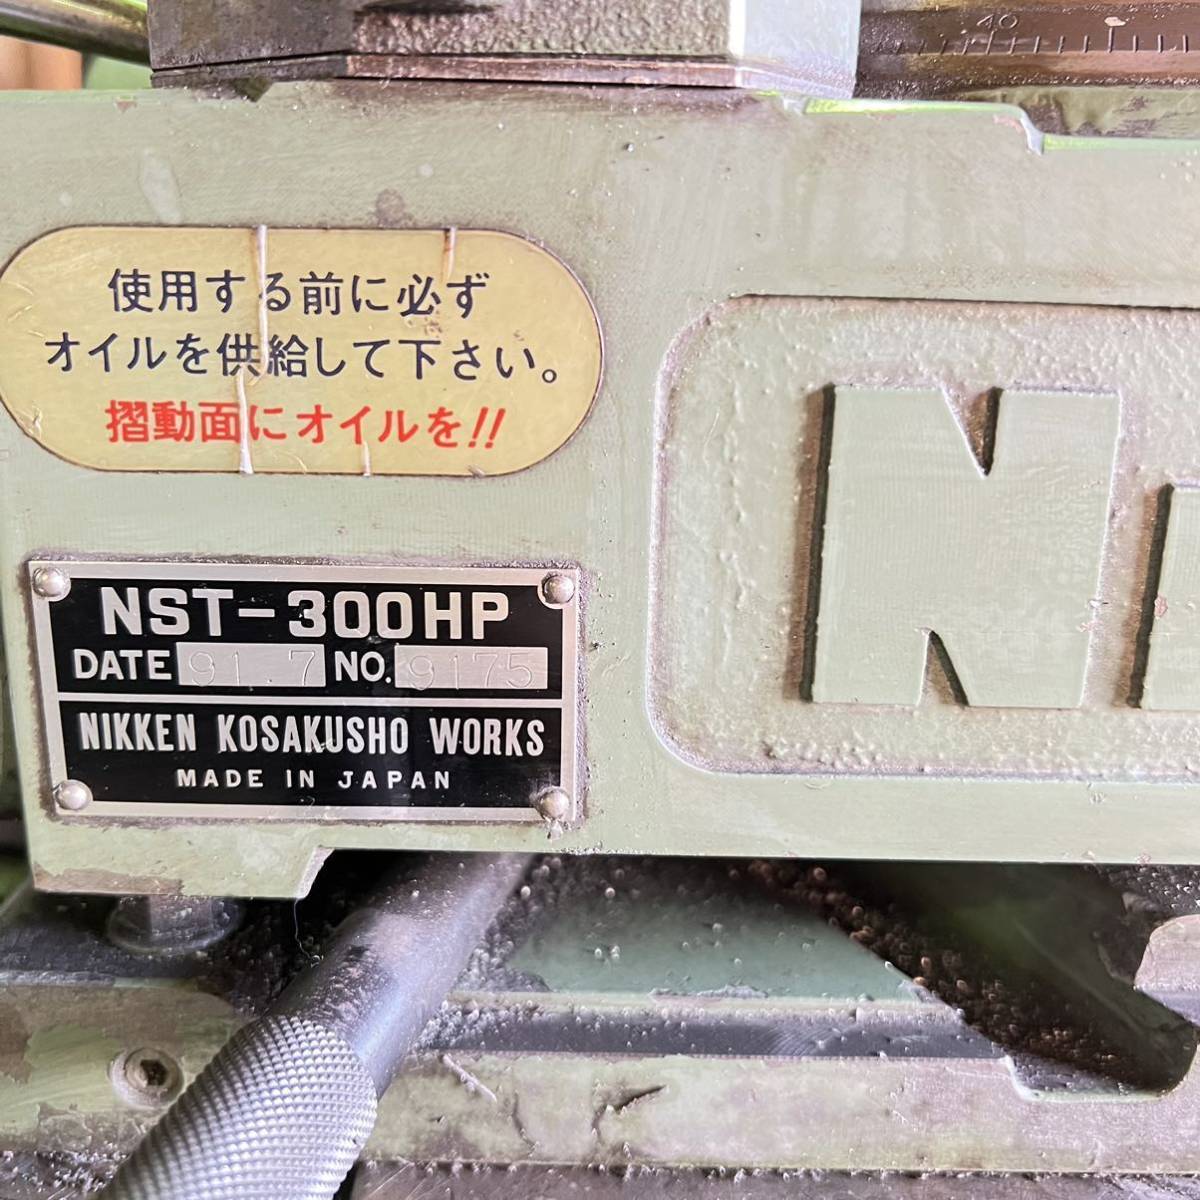 40
使用する前に必ず
オイルを供給して下さい。
摺動面にオイルを!!
N
NST-300HP
DATE 91.7 NO. 9175
NIKKEN KOSAKUSHO WORKS
MADE IN JAPAN